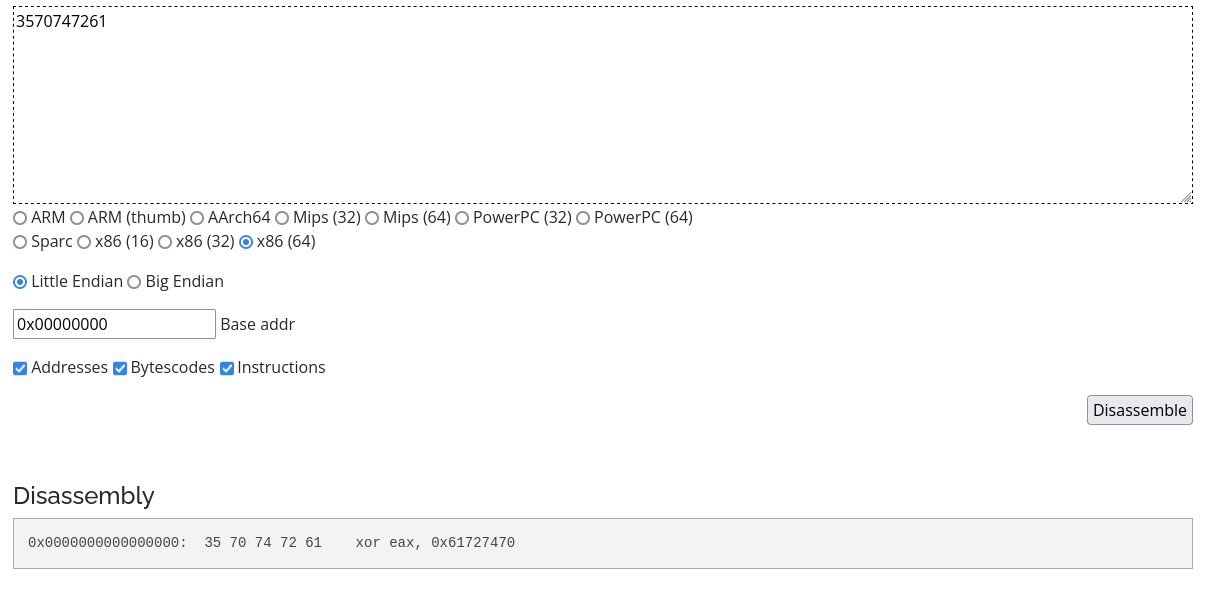 3570747261
ARM ARM (thumb) AArch64 Mips (32) Mips (64) PowerPC (32) PowerPC (64)
Sparc x86 (16) x86 (32) x86 (64)
Little Endian Big Endian
0x00000000 Base addr
Addresses Bytescodes Instructions
Disassemble
Disassembly
0x0000000000000000:  35 70 74 72 61    xor eax, 0x61727470